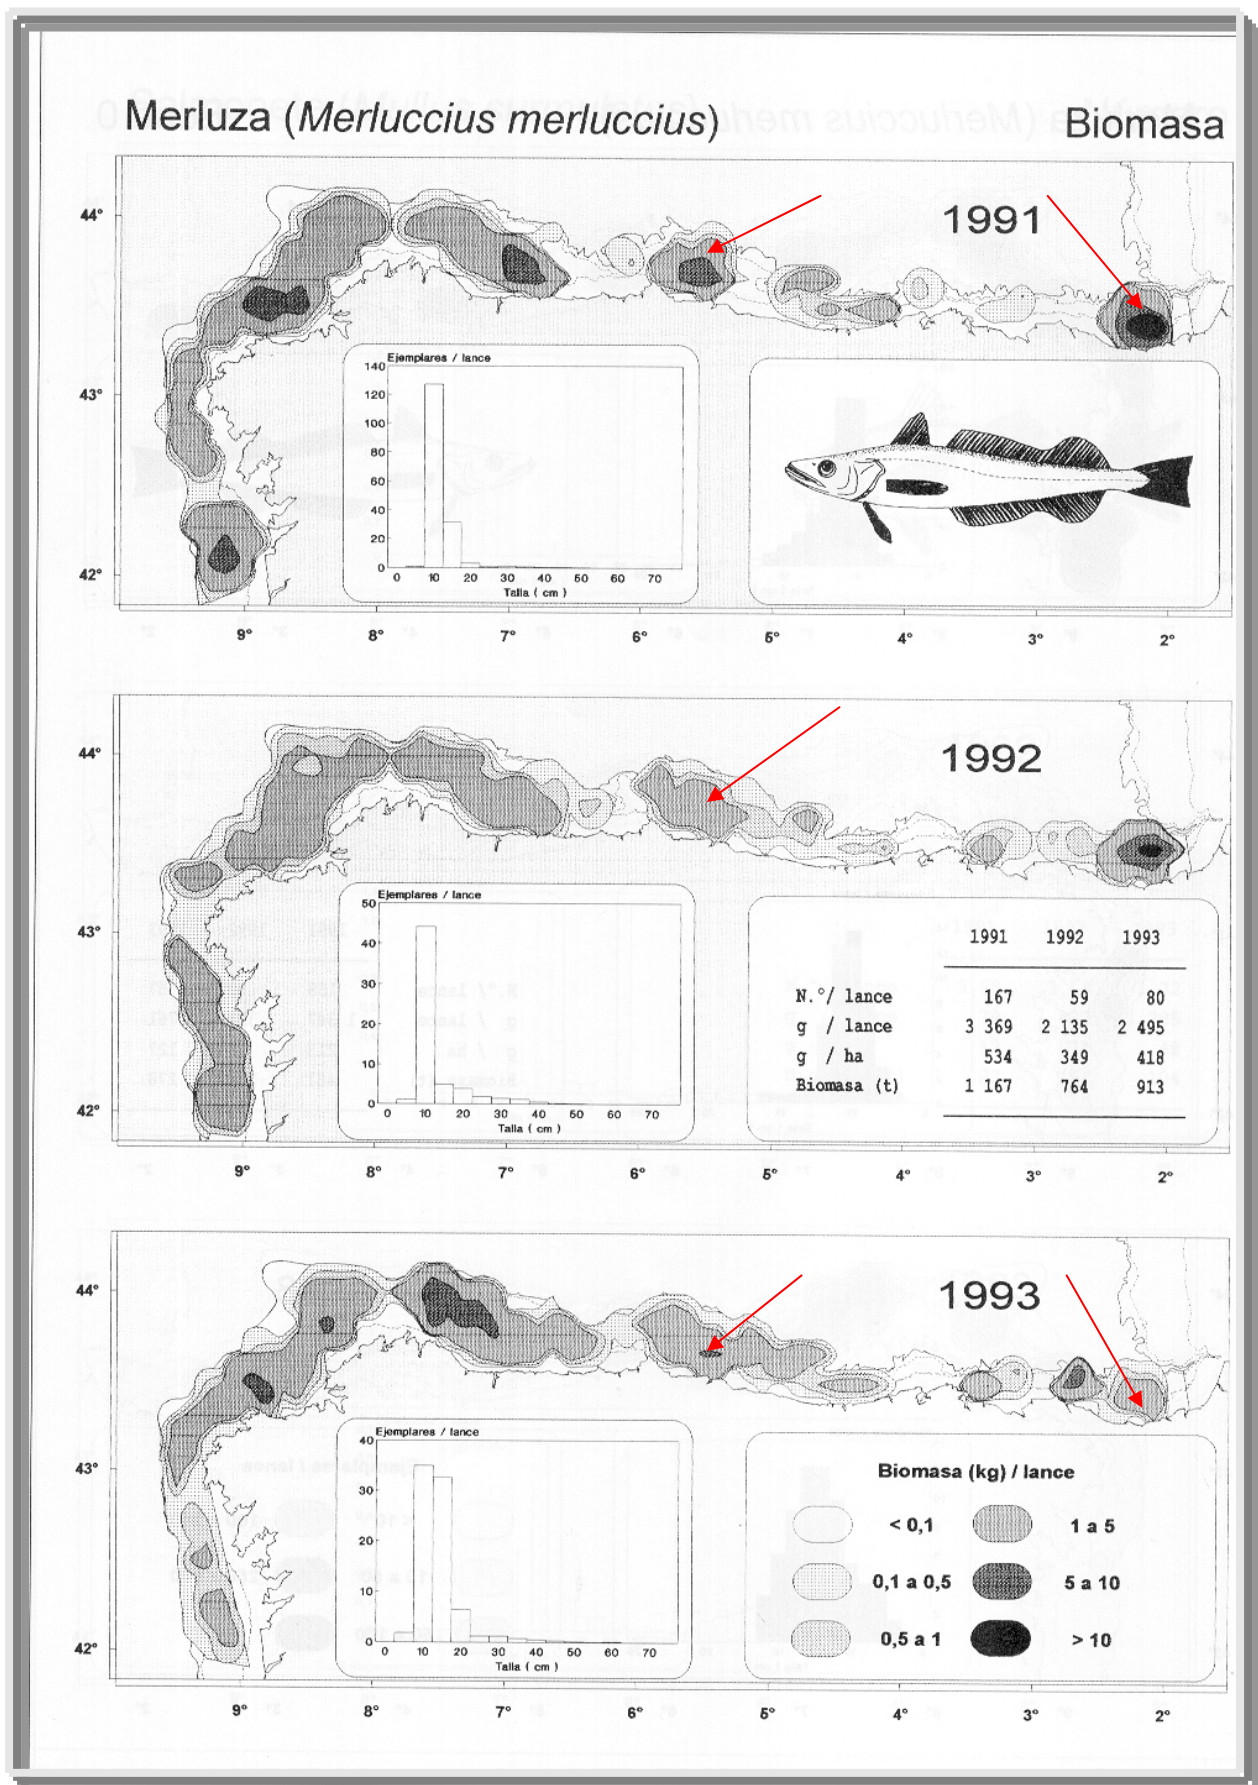 Merluza (Merluccius merluccius)
Biomasa
1991
44°
43°
42°
Ejemplares / lance
140
120
100
80
60
40
20
0
0 10 20 30 40 50 60 70
Talla ( cm )
9° 8° 7° 6° 5° 4° 3° 2°
1992
44°
43°
42°
Ejemplares / lance
50
40
30
20
10
0
0 10 20 30 40 50 60 70
Talla ( cm )
1991 1992 1993
N.°/ lance 167 59 80
g / lance 3 369 2 135 2 495
g / ha 534 349 418
Biomasa (t) 1 167 764 913
9° 8° 7° 6° 5° 4° 3° 2°
1993
44°
43°
42°
Ejemplares / lance
40
30
20
10
0
0 10 20 30 40 50 60 70
Talla ( cm )
Biomasa (kg) / lance
< 0,1 1 a 5
0,1 a 0,5 5 a 10
0,5 a 1 > 10
9° 8° 7° 6° 5° 4° 3° 2°